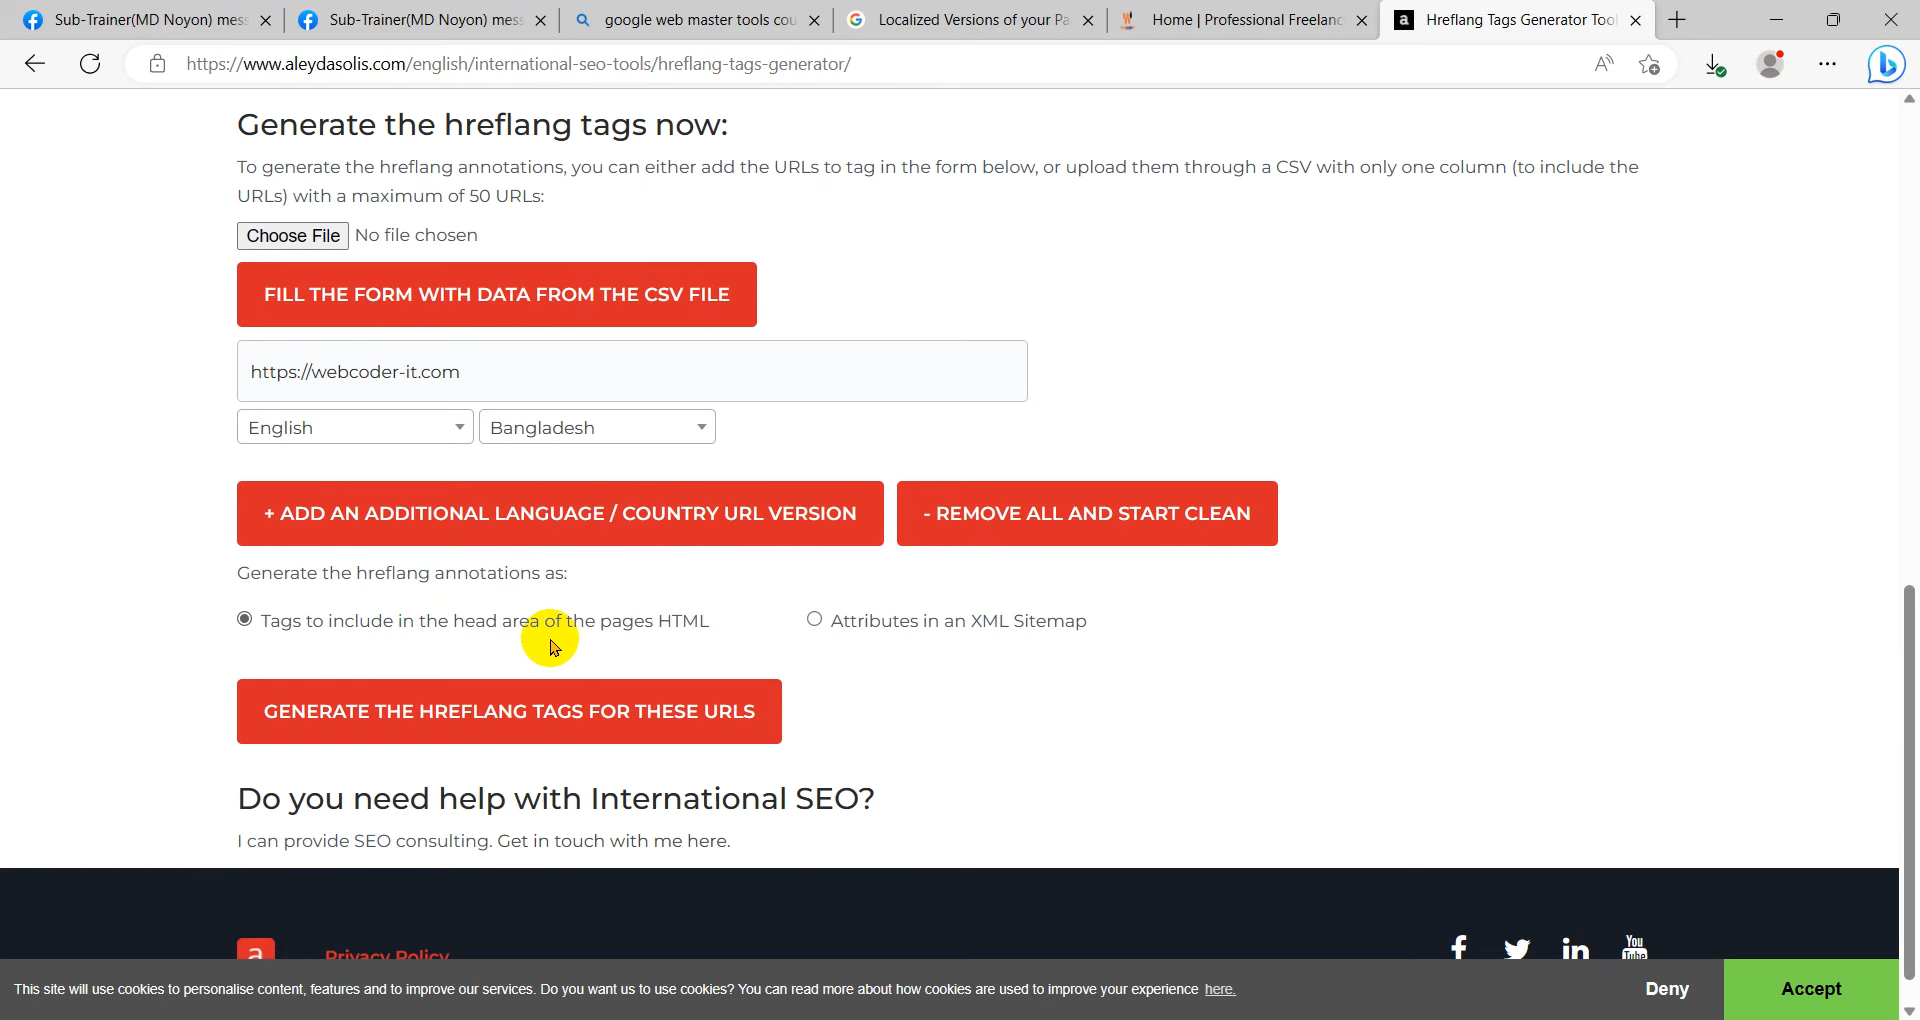 Sub-Trainer(MD Noyon) mess
Sub-Trainer(MD Noyon) mess
google web master tools cou
Localized Versions of your Pa
Home | Professional Freelanc
Hreflang Tags Generator Tool
https://www.aleydasolis.com/english/international-seo-tools/hreflang-tags-generator/
Generate the hreflang tags now:
To generate the hreflang annotations, you can either add the URLs to tag in the form below, or upload them through a CSV with only one column (to include the
URLs) with a maximum of 50 URLs:
Choose File No file chosen
FILL THE FORM WITH DATA FROM THE CSV FILE
https://webcoder-it.com
English Bangladesh
+ ADD AN ADDITIONAL LANGUAGE / COUNTRY URL VERSION - REMOVE ALL AND START CLEAN
Generate the hreflang annotations as:
Tags to include in the head area of the pages HTML Attributes in an XML Sitemap
GENERATE THE HREFLANG TAGS FOR THESE URLS
Do you need help with International SEO?
I can provide SEO consulting. Get in touch with me here.
a Privacy Policy You Tube
This site will use cookies to personalise content, features and to improve our services. Do you want us to use cookies? You can read more about how cookies are used to improve your experience here. Deny Accept